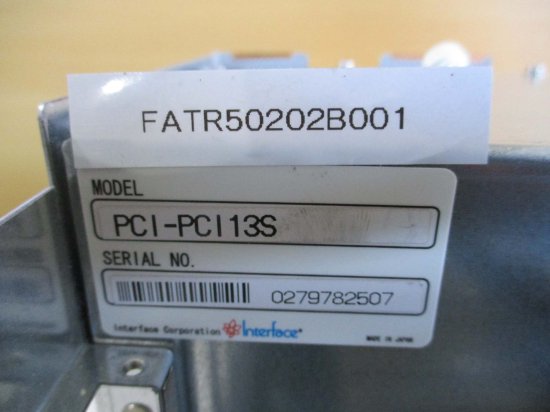 FATR50202B001
MODEL
PCI-PCI13S
SERIAL NO.
0279782507
Interface Corporation Interface®
MADE IN JAPAN